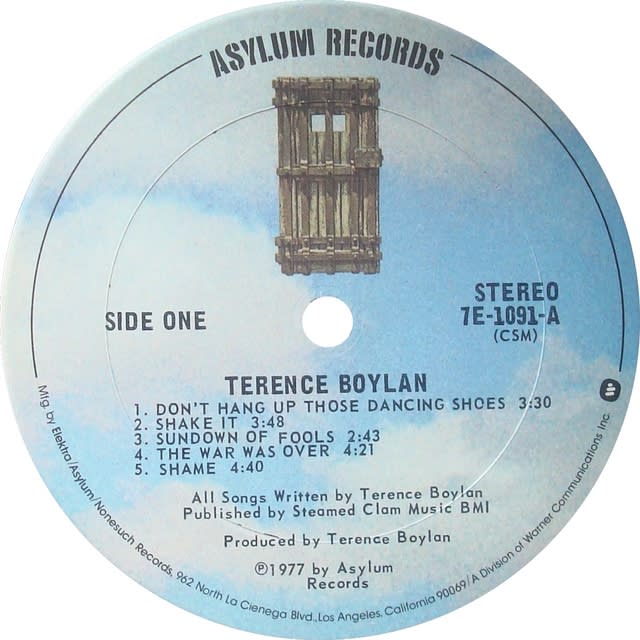 ASYLUM RECORDS
SIDE ONE
STEREO
7E-1091-A
(CSM)
TERENCE BOYLAN
1. DON'T HANG UP THOSE DANCING SHOES 3:30
2. SHAKE IT 3:48
3. SUNDOWN OF FOOLS 2:43
4. THE WAR WAS OVER 4:21
5. SHAME 4:40
All Songs Written by Terence Boylan
Published by Steamed Clam Music BMI
Produced by Terence Boylan
℗1977 by Asylum
Records
Mfg. by Elektra/Asylum/Nonesuch Records, 962 North La Cienega Blvd., Los Angeles, California 90069/A Division of Warner Communications Inc.